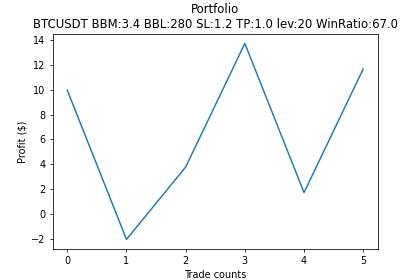 Portfolio
BTCUSDT BBM:3.4 BBL:280 SL:1.2 TP:1.0 lev:20 WinRatio:67.0
14
12
10
8
6
4
2
0
−2
Profit ($)
0 1 2 3 4 5
Trade counts